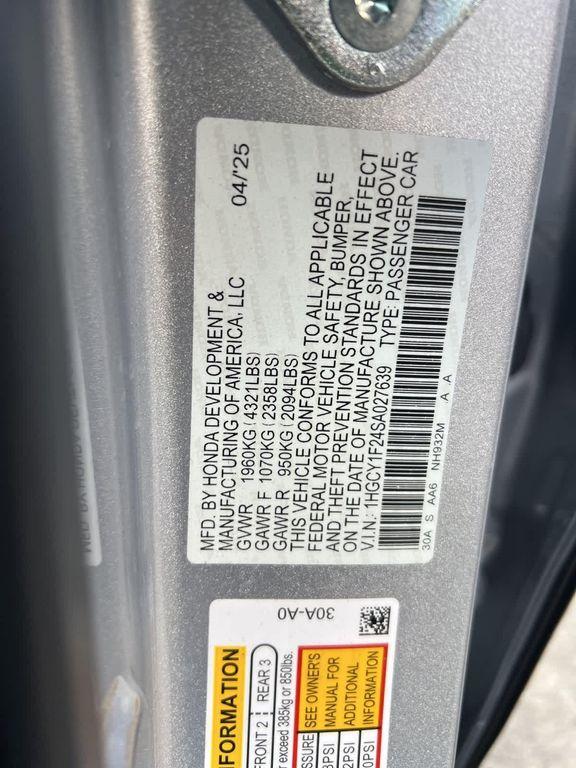 04/'25
MFD. BY HONDA DEVELOPMENT &
MANUFACTURING OF AMERICA, LLC
GVWR 1960KG (4321LBS)
GAWR F 1070KG (2358LBS)
GAWR R 950KG (2094LBS)
THIS VEHICLE CONFORMS TO ALL APPLICABLE
FEDERAL MOTOR VEHICLE SAFETY, BUMPER,
AND THEFT PREVENTION STANDARDS IN EFFECT
ON THE DATE OF MANUFACTURE SHOWN ABOVE.
V.I.N.: 1HGCY1F24SA027639 TYPE: PASSENGER CAR
30A S AA6 NH932M A A
FORMATION
30A-A0
FRONT 2 REAR 3
exceed 385kg or 850lbs.
SEE OWNER'S
MANUAL FOR
ADDITIONAL
INFORMATION